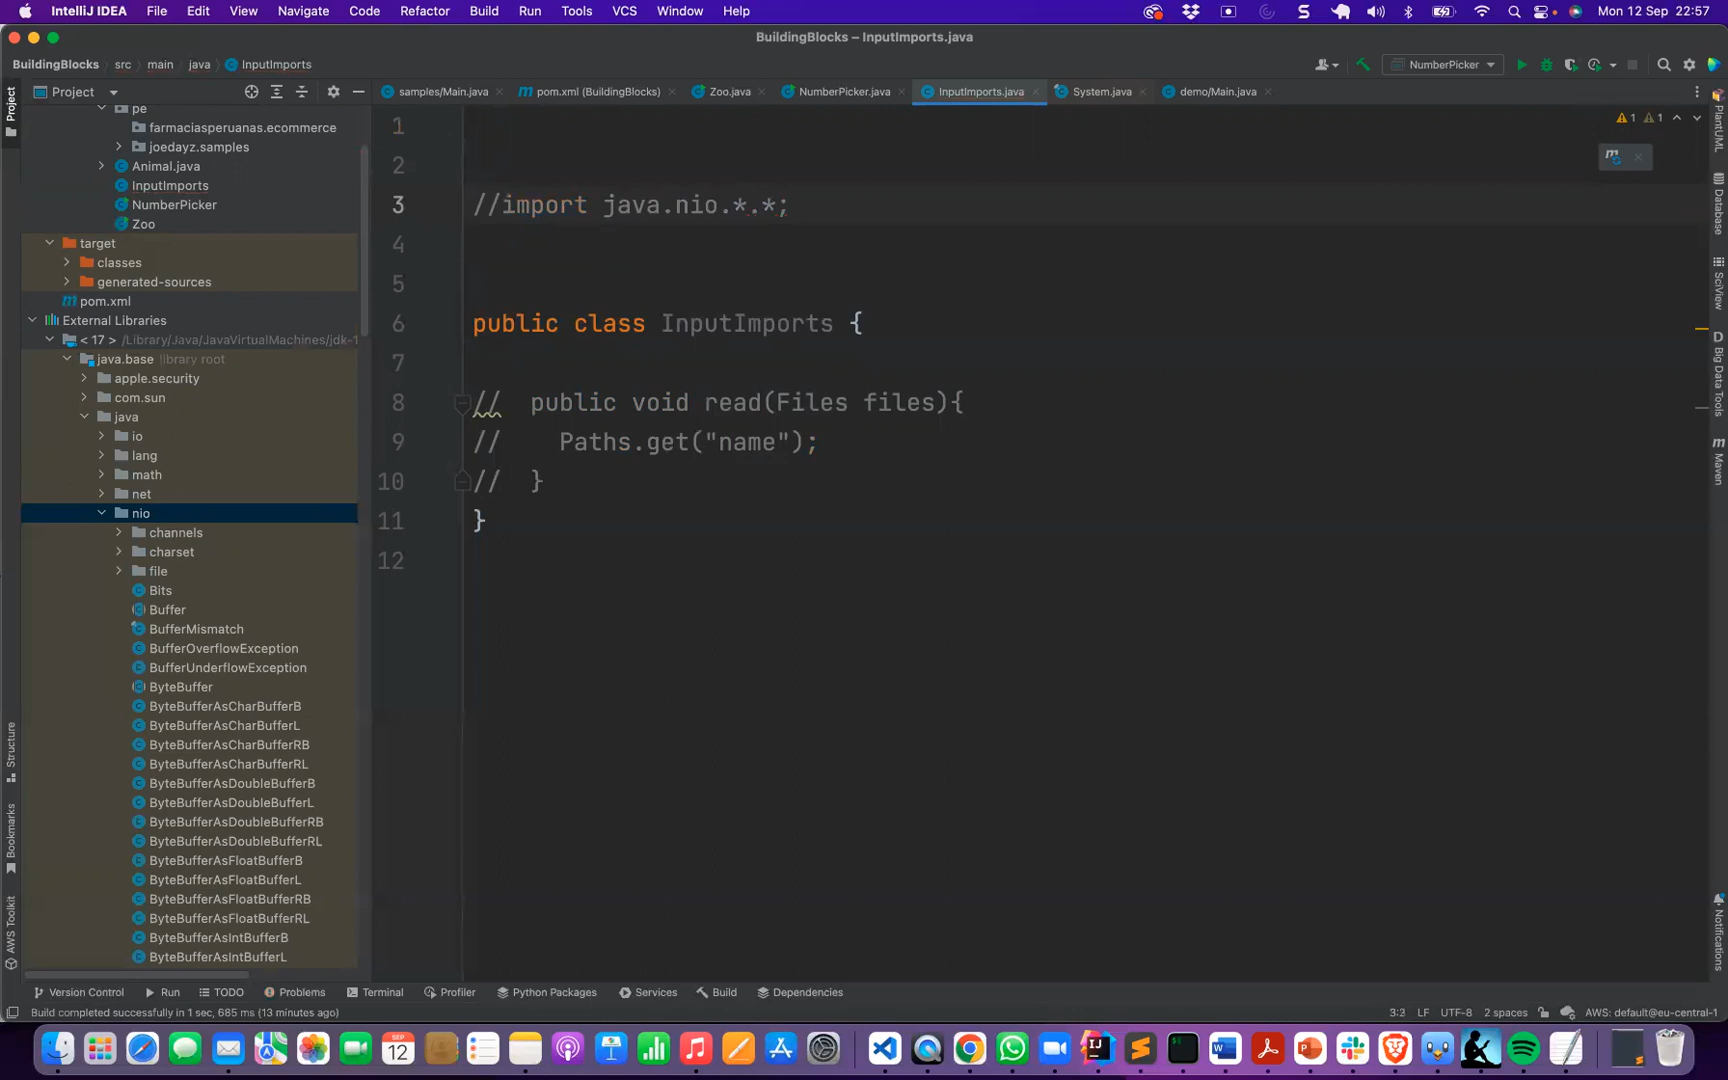 IntelliJ IDEA File Edit View Navigate Code Refactor Build Run Tools VCS Window Help Mon 12 Sep 22:57
BuildingBlocks – InputImports.java
BuildingBlocks src main java InputImports NumberPicker
Project samples/Main.java pom.xml (BuildingBlocks) Zoo.java NumberPicker.java InputImports.java System.java demo/Main.java
Project
pe
farmaciasperuanas.ecommerce
joedayz.samples
Animal.java
InputImports
NumberPicker
Zoo
target
classes
generated-sources
pom.xml
External Libraries
< 17 > /Library/Java/JavaVirtualMachines/jdk-1
java.base library root
apple.security
com.sun
java
io
lang
math
net
nio
channels
charset
file
Bits
Buffer
BufferMismatch
BufferOverflowException
BufferUnderflowException
ByteBuffer
ByteBufferAsCharBufferB
ByteBufferAsCharBufferL
ByteBufferAsCharBufferRB
ByteBufferAsCharBufferRL
ByteBufferAsDoubleBufferB
ByteBufferAsDoubleBufferL
ByteBufferAsDoubleBufferRB
ByteBufferAsDoubleBufferRL
ByteBufferAsFloatBufferB
ByteBufferAsFloatBufferL
ByteBufferAsFloatBufferRB
ByteBufferAsFloatBufferRL
ByteBufferAsIntBufferB
ByteBufferAsIntBufferL
Structure
Bookmarks
AWS Toolkit
1
2
3 //import java.nio.*.*;
4
5
6 public class InputImports {
7
8 // public void read(Files files){
9 // Paths.get("name");
10 // }
11 }
12
1 1
m
PlantUML
Database
SciView
D Big Data Tools
m Maven
Notifications
Version Control Run TODO Problems Terminal Profiler Python Packages Services Build Dependencies
Build completed successfully in 1 sec, 685 ms (13 minutes ago) 3:3 LF UTF-8 2 spaces AWS: default@eu-central-1
SEP
12